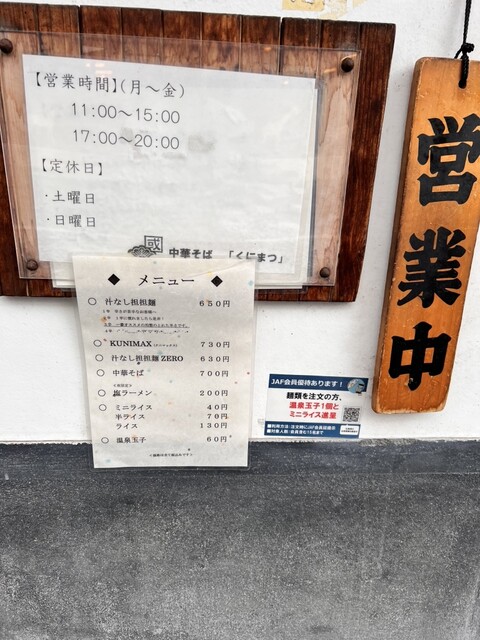 【営業時間】(月～金)
11:00～15:00
17:00～20:00
【定休日】
・土曜日
・日曜日
國
中華そば 「くにまつ」
営業中
◆ メニュー ◆
○ 汁なし担担麺 650円
○ KUNIMAX 730円
○ 汁なし担担麺 ZERO 630円
○ 中華そば 700円
○ 塩ラーメン 200円
○ ミニライス 40円
半ライス 70円
ライス 130円
○ 温泉玉子 60円
JAF会員優待あります!
麺類を注文の方、
温泉玉子1個と
ミニライス進呈